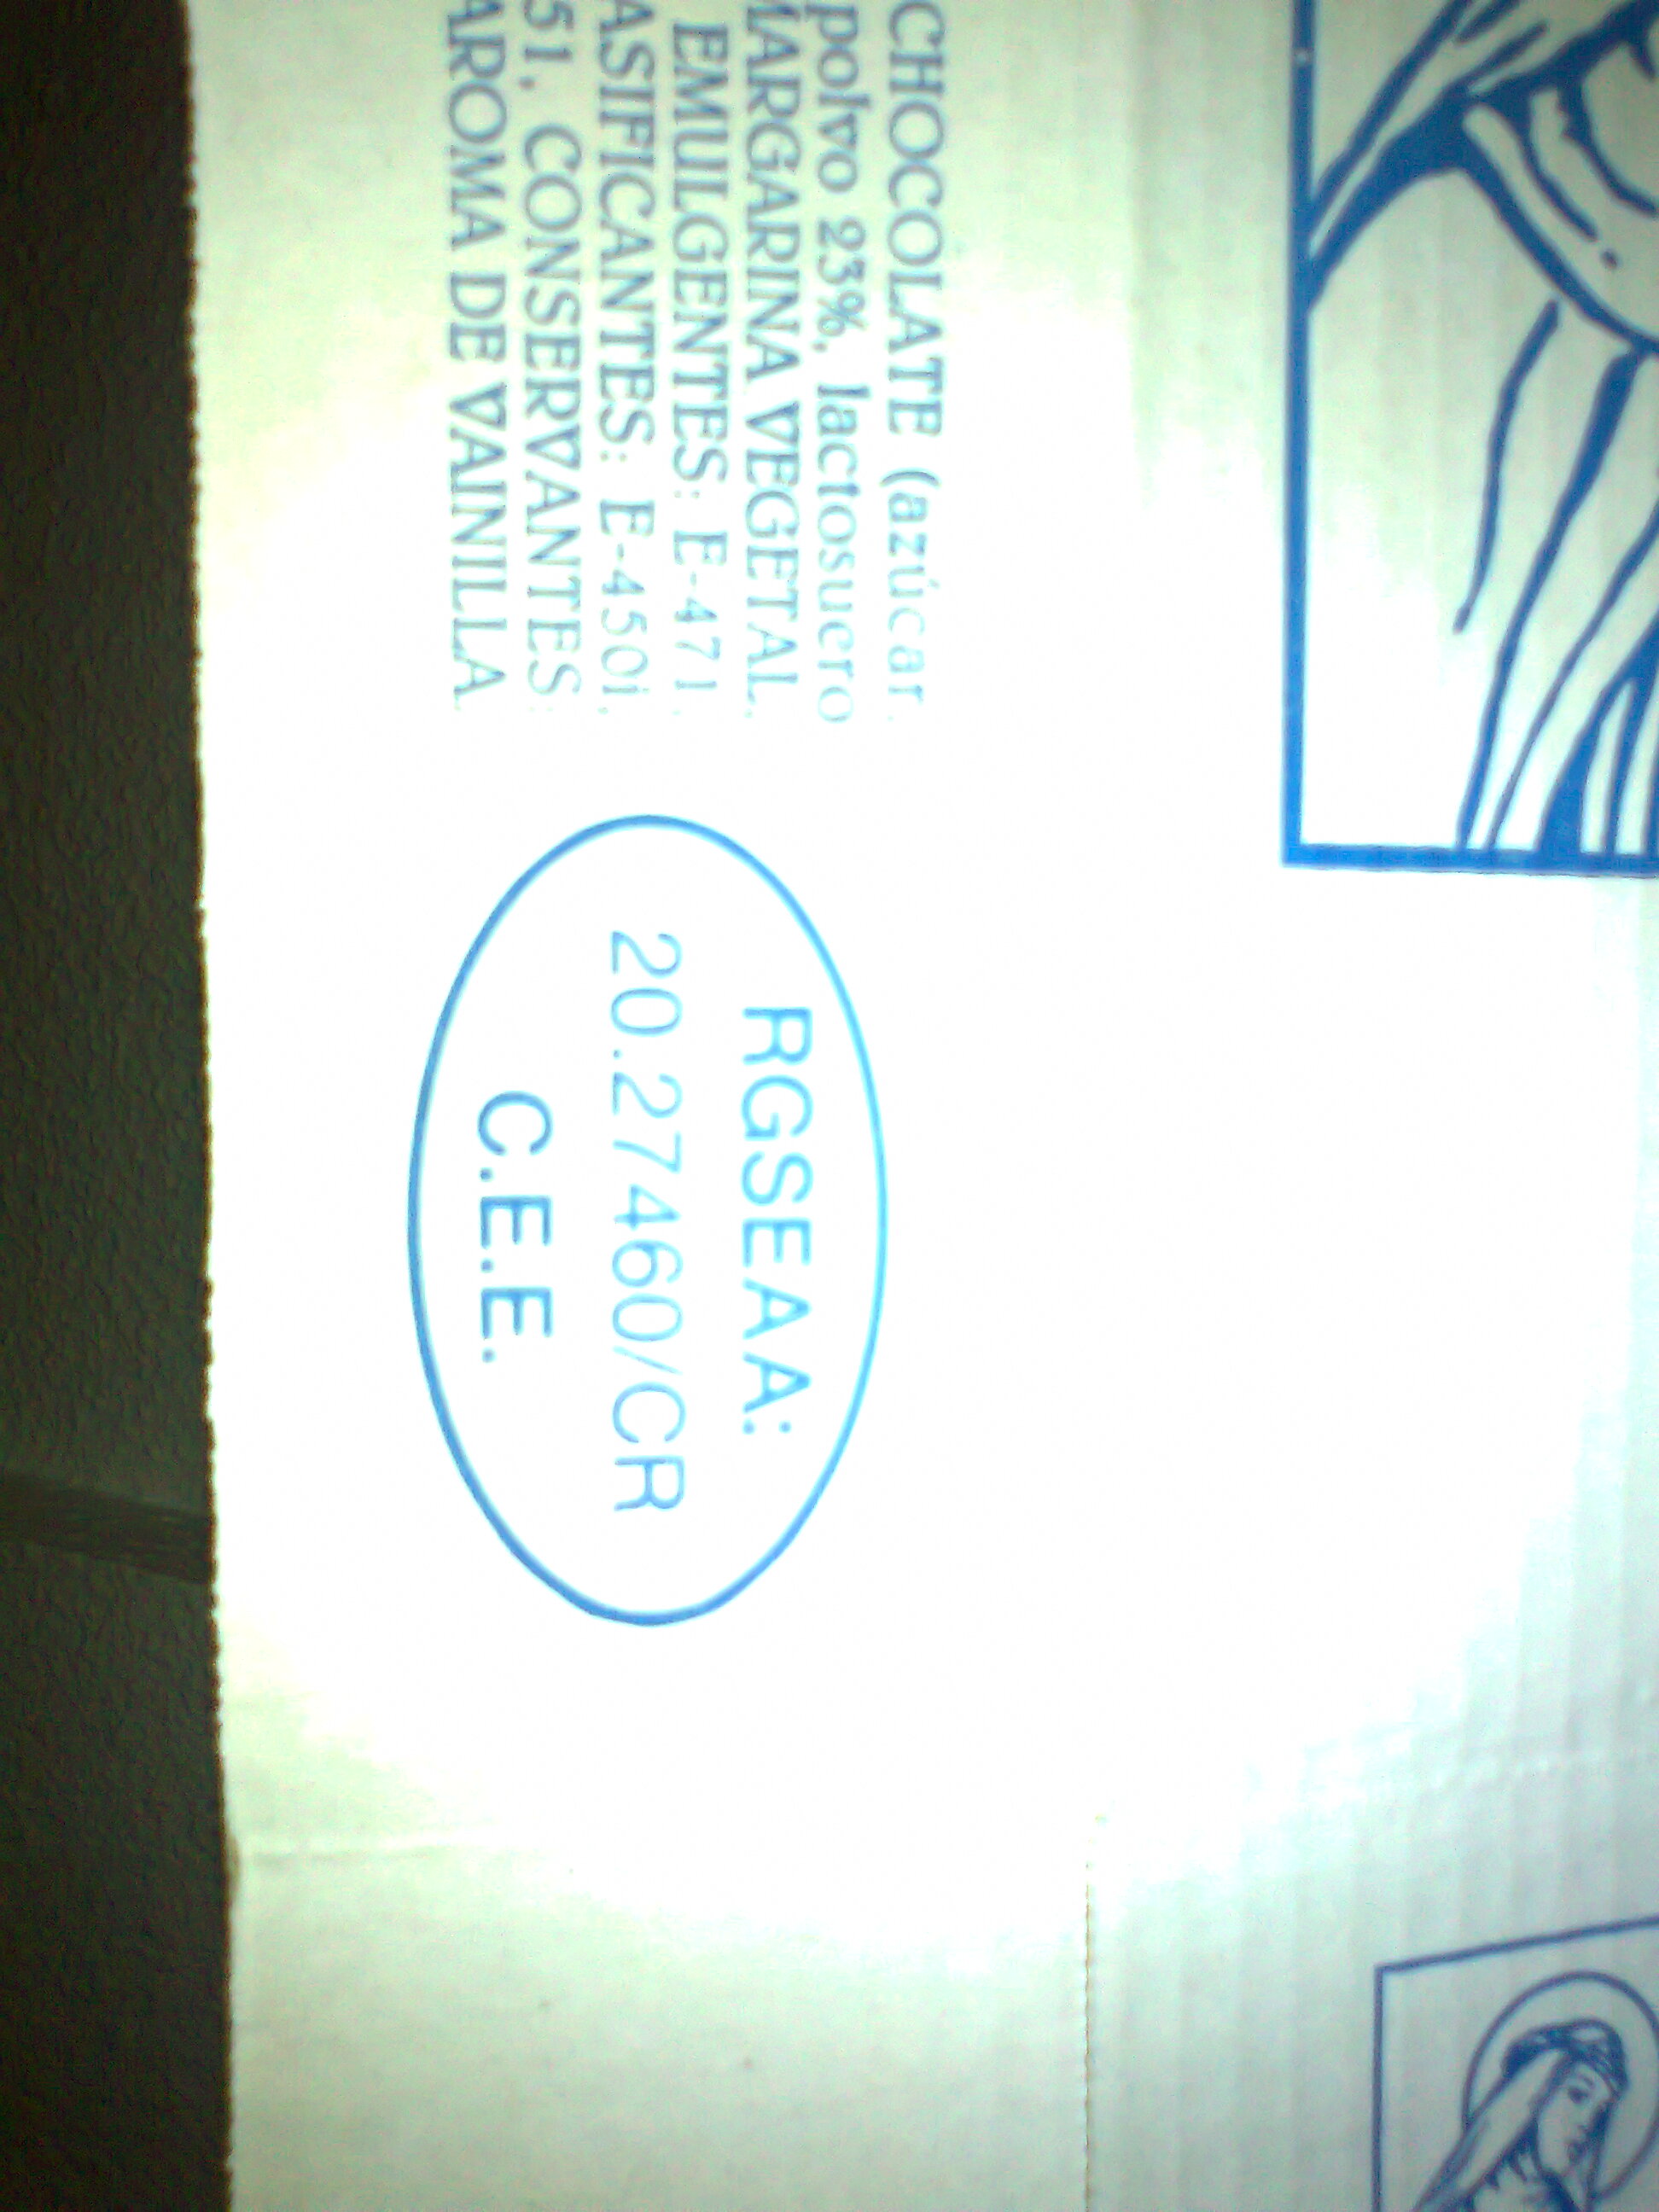 CHOCOLATE (azúcar,
polvo 23%, lactosuero
MARGARINA VEGETAL,
EMULGENTES: E-471,
ASIFICANTES: E-450i,
51, CONSERVANTES:
AROMA DE VAINILLA.
RGSEAA:
20.27460/CR
C.E.E.